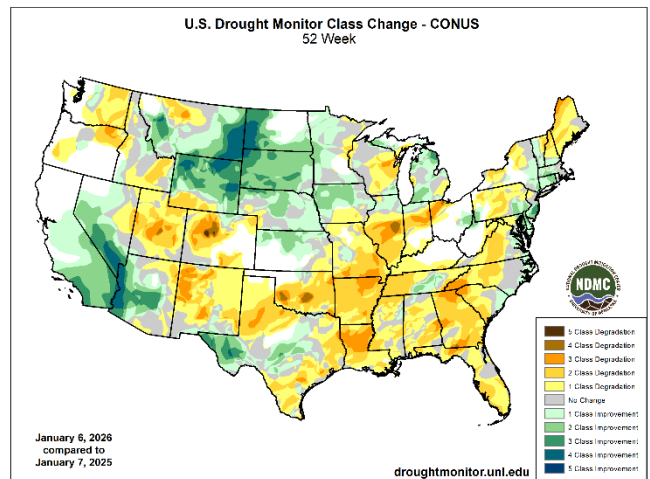 U.S. Drought Monitor Class Change - CONUS
52 Week
NDMC
5 Class Degradation
4 Class Degradation
3 Class Degradation
2 Class Degradation
1 Class Degradation
No Change
1 Class Improvement
2 Class Improvement
3 Class Improvement
4 Class Improvement
5 Class Improvement
January 6, 2026
compared to
January 7, 2025
droughtmonitor.unl.edu